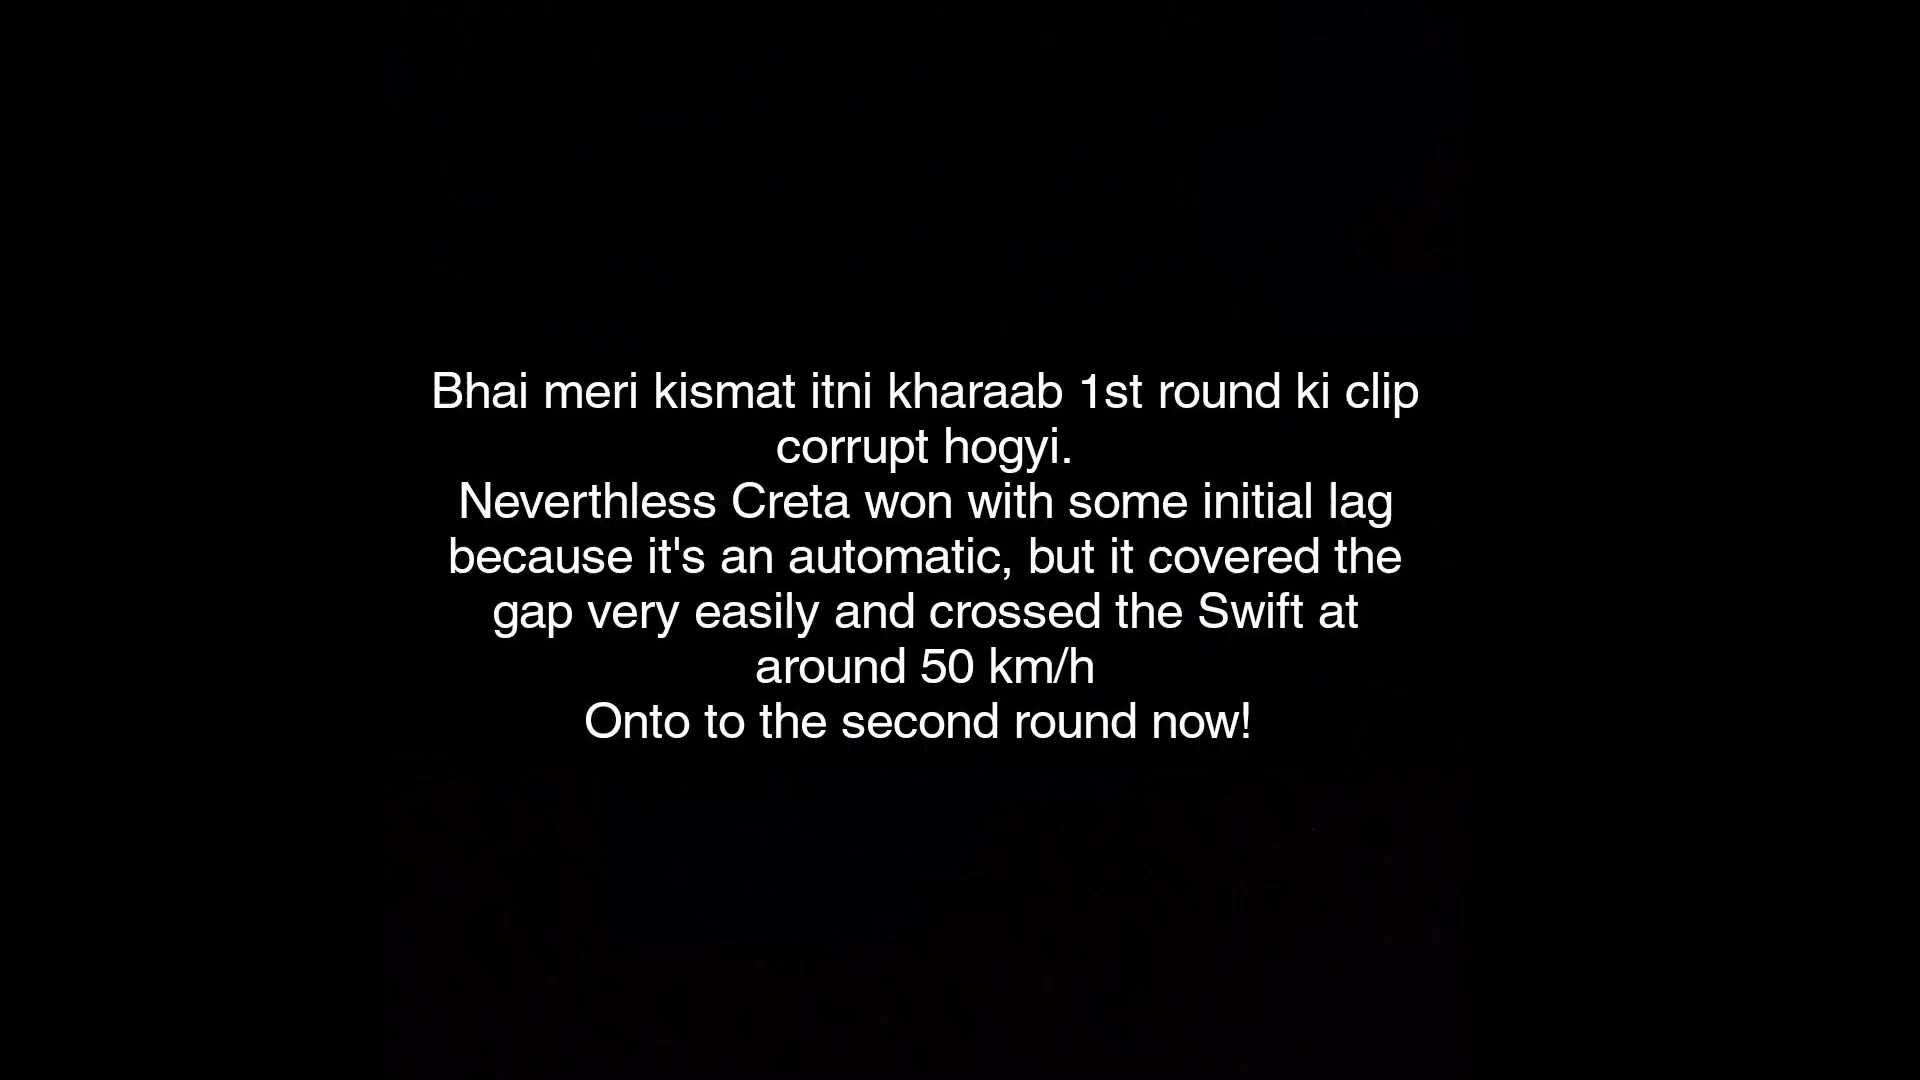 Bhai meri kismat itni kharaab 1st round ki clip
corrupt hogyi.
Neverthless Creta won with some initial lag
because it's an automatic, but it covered the
gap very easily and crossed the Swift at
around 50 km/h
Onto to the second round now!